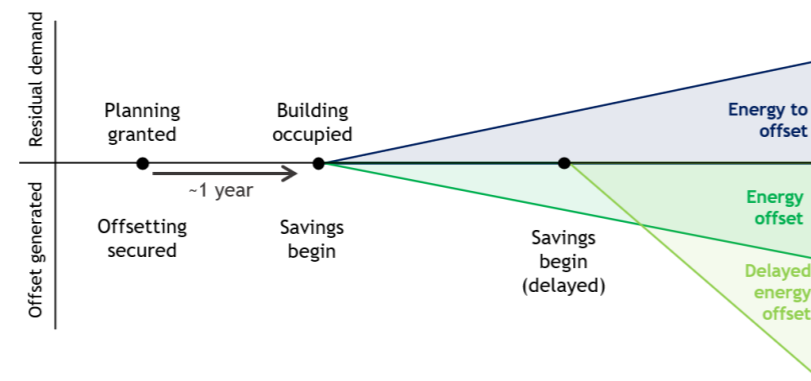 Residual demand
Offset generated
Planning
granted
Building
occupied
~1 year
Offsetting
secured
Savings
begin
Savings
begin
(delayed)
Energy to
offset
Energy
offset
Delayed
energy
offset